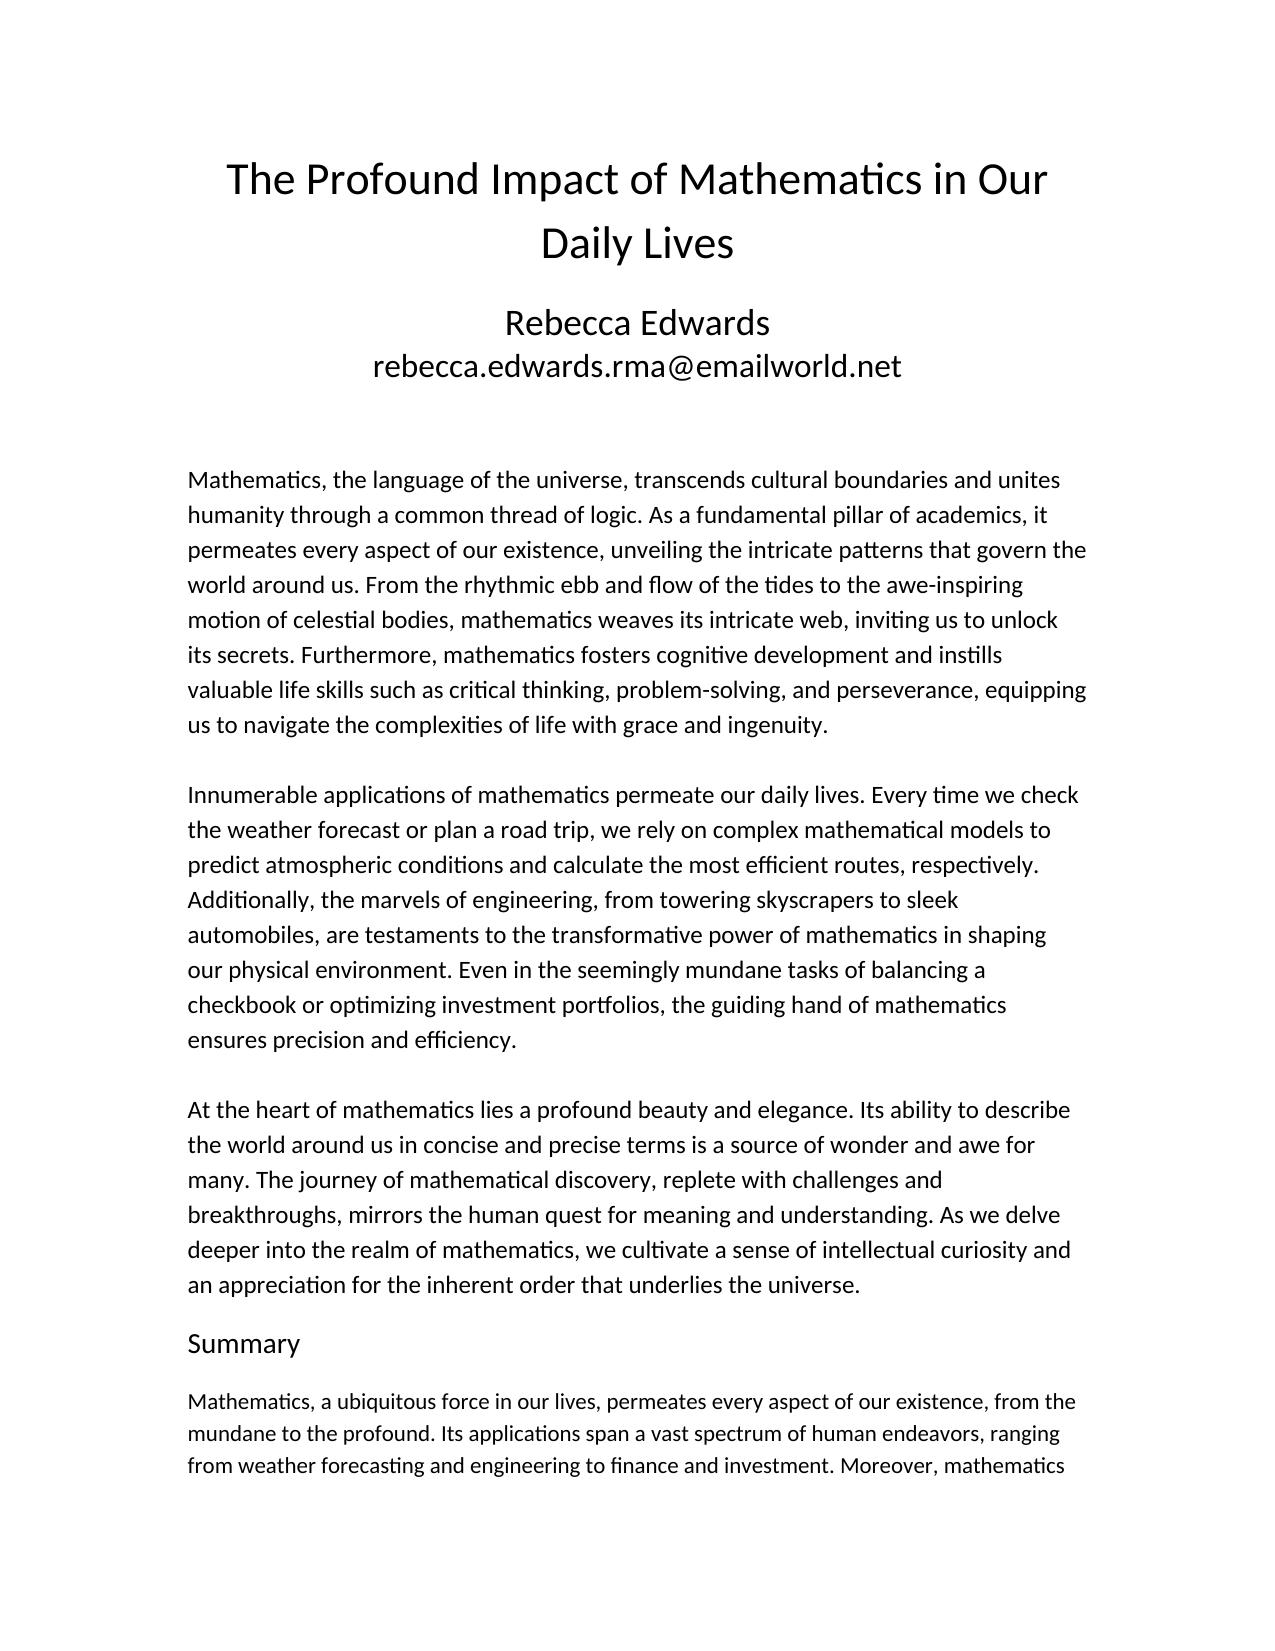 The Profound Impact of Mathematics in Our
Daily Lives
Rebecca Edwards
rebecca.edwards.rma@emailworld.net
Mathematics, the language of the universe, transcends cultural boundaries and unites
humanity through a common thread of logic. As a fundamental pillar of academics, it
permeates every aspect of our existence, unveiling the intricate patterns that govern the
world around us. From the rhythmic ebb and flow of the tides to the awe-inspiring
motion of celestial bodies, mathematics weaves its intricate web, inviting us to unlock
its secrets. Furthermore, mathematics fosters cognitive development and instills
valuable life skills such as critical thinking, problem-solving, and perseverance, equipping
us to navigate the complexities of life with grace and ingenuity.
Innumerable applications of mathematics permeate our daily lives. Every time we check
the weather forecast or plan a road trip, we rely on complex mathematical models to
predict atmospheric conditions and calculate the most efficient routes, respectively.
Additionally, the marvels of engineering, from towering skyscrapers to sleek
automobiles, are testaments to the transformative power of mathematics in shaping
our physical environment. Even in the seemingly mundane tasks of balancing a
checkbook or optimizing investment portfolios, the guiding hand of mathematics
ensures precision and efficiency.
At the heart of mathematics lies a profound beauty and elegance. Its ability to describe
the world around us in concise and precise terms is a source of wonder and awe for
many. The journey of mathematical discovery, replete with challenges and
breakthroughs, mirrors the human quest for meaning and understanding. As we delve
deeper into the realm of mathematics, we cultivate a sense of intellectual curiosity and
an appreciation for the inherent order that underlies the universe.
Summary
Mathematics, a ubiquitous force in our lives, permeates every aspect of our existence, from the
mundane to the profound. Its applications span a vast spectrum of human endeavors, ranging
from weather forecasting and engineering to finance and investment. Moreover, mathematics